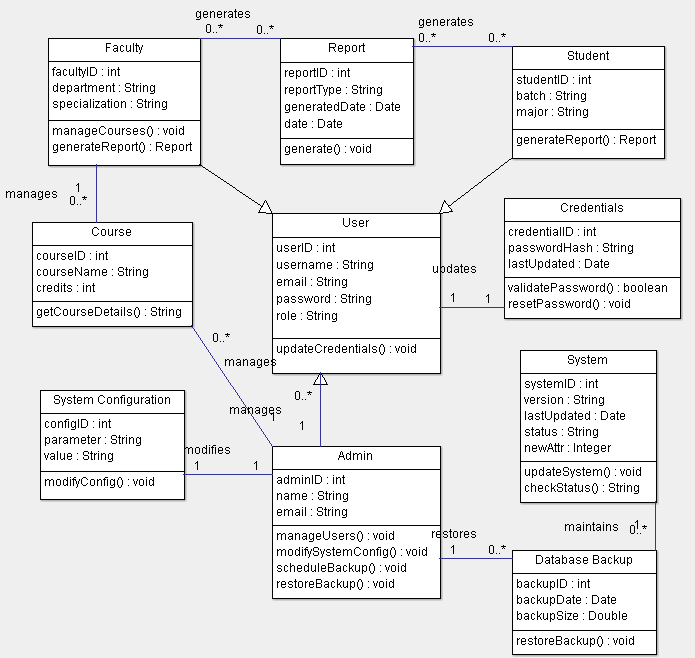 generates
0..*
0..*
generates
0..*
0..*
Faculty
facultyID : int
department : String
specialization : String
manageCourses() : void
generateReport() : Report
Report
reportID : int
reportType : String
generatedDate : Date
date : Date
generate() : void
Student
studentID : int
batch : String
major : String
generateReport() : Report
manages
1
0..*
Course
courseID : int
courseName : String
credits : int
getCourseDetails() : String
User
userID : int
username : String
email : String
password : String
role : String
updateCredentials() : void
updates
1
1
Credentials
credentialID : int
passwordHash : String
lastUpdated : Date
validatePassword() : boolean
resetPassword() : void
0..*
manages
1
0..*
manages
1
System Configuration
configID : int
parameter : String
value : String
modifyConfig() : void
modifies
1
1
Admin
adminID : int
name : String
email : String
manageUsers() : void
modifySystemConfig() : void
scheduleBackup() : void
restoreBackup() : void
System
systemID : int
version : String
lastUpdated : Date
status : String
newAttr : Integer
updateSystem() : void
checkStatus() : String
maintains
1
0..*
restores
1
0..*
Database Backup
backupID : int
backupDate : Date
backupSize : Double
restoreBackup() : void